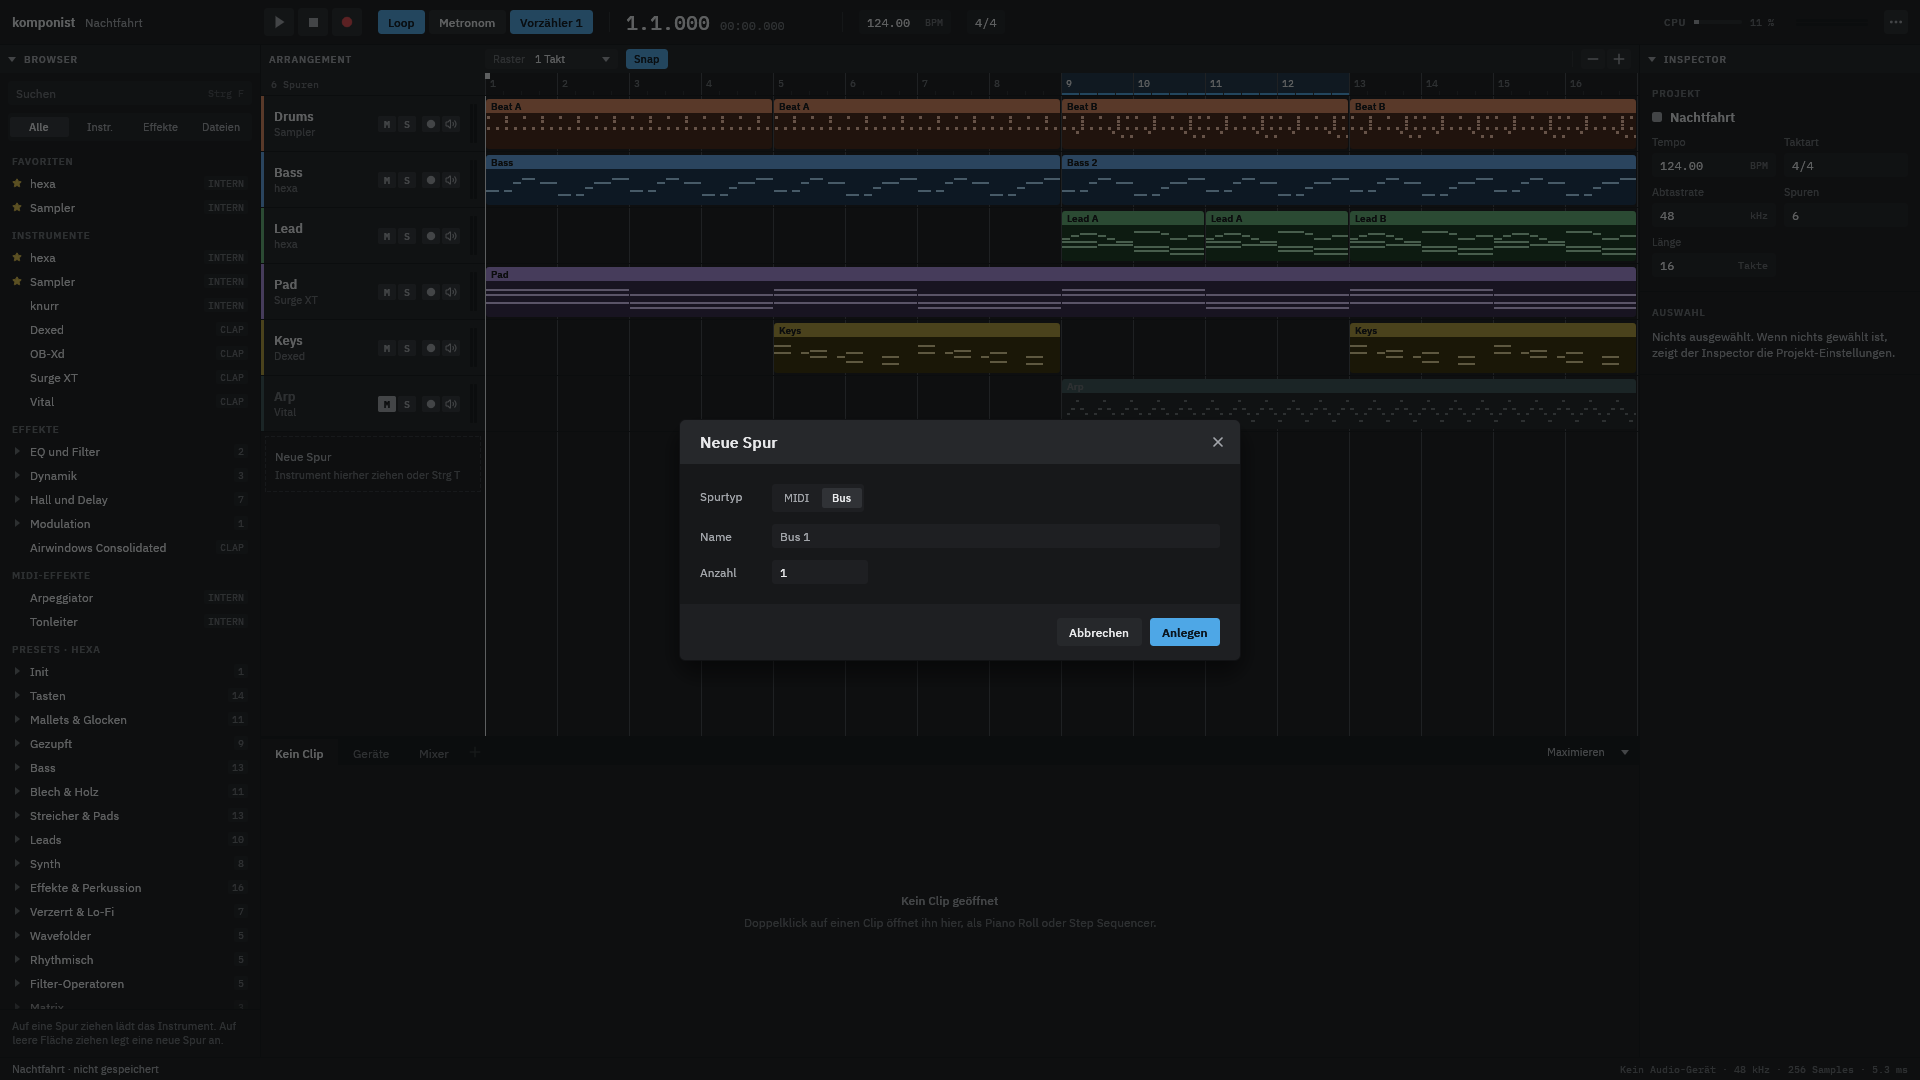 komponist Nachtfahrt
Loop Metronom Vorzähler 1 1.1.000 00:00.000 124.00 BPM 4/4 CPU 11 %
BROWSER
Suchen Strg F
Alle Instr. Effekte Dateien
FAVORITEN
hexa INTERN
Sampler INTERN
INSTRUMENTE
hexa INTERN
Sampler INTERN
knurr INTERN
Dexed CLAP
OB-Xd CLAP
Surge XT CLAP
Vital CLAP
EFFEKTE
EQ und Filter 2
Dynamik 3
Hall und Delay 7
Modulation 1
Airwindows Consolidated CLAP
MIDI-EFFEKTE
Arpeggiator INTERN
Tonleiter INTERN
PRESETS · HEXA
Init 1
Tasten 14
Mallets & Glocken 11
Gezupft 9
Bass 13
Blech & Holz 11
Streicher & Pads 13
Leads 10
Synth 8
Effekte & Perkussion 16
Verzerrt & Lo-Fi 7
Wavefolder 5
Rhythmisch 5
Filter-Operatoren 5
Matrix
Auf eine Spur ziehen lädt das Instrument. Auf
leere Fläche ziehen legt eine neue Spur an.
ARRANGEMENT Raster 1 Takt Snap
6 Spuren 1 2 3 4 5 6 7 8 9 10 11 12 13 14 15 16
Drums M S
Sampler
Beat A Beat A Beat B Beat B
Bass M S
hexa
Bass Bass 2
Lead M S
hexa
Lead A Lead A Lead B
Pad M S
Surge XT
Pad
Keys M S
Dexed
Keys Keys
Arp M S
Vital
Arp
Neue Spur
Instrument hierher ziehen oder Strg T
Neue Spur
Spurtyp MIDI Bus
Name Bus 1
Anzahl 1
Abbrechen Anlegen
Kein Clip Geräte Mixer Maximieren
Kein Clip geöffnet
Doppelklick auf einen Clip öffnet ihn hier, als Piano Roll oder Step Sequencer.
INSPECTOR
PROJEKT
Nachtfahrt
Tempo Taktart
124.00 BPM 4/4
Abtastrate Spuren
48 kHz 6
Länge
16 Takte
AUSWAHL
Nichts ausgewählt. Wenn nichts gewählt ist,
zeigt der Inspector die Projekt-Einstellungen.
Nachtfahrt · nicht gespeichert Kein Audio-Gerät · 48 kHz · 256 Samples · 5.3 ms